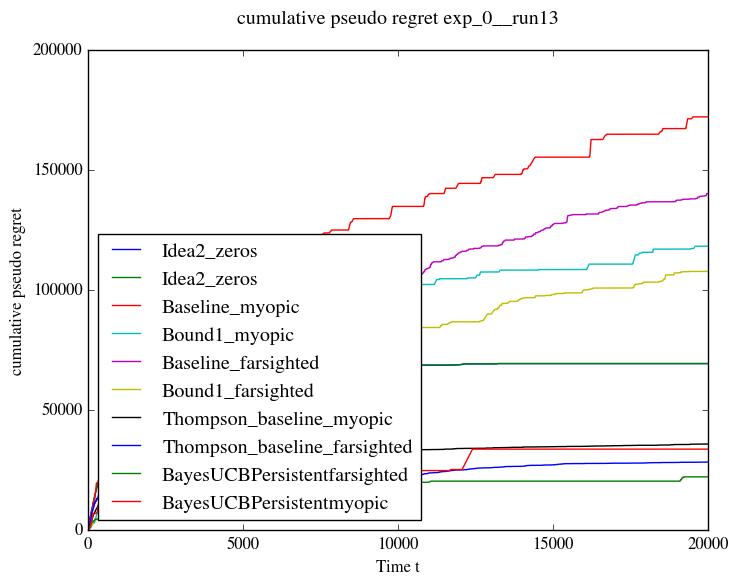 cumulative pseudo regret exp_0__run13
200000
150000
100000
50000
0
cumulative pseudo regret
Idea2_zeros
Idea2_zeros
Baseline_myopic
Bound1_myopic
Baseline_farsighted
Bound1_farsighted
Thompson_baseline_myopic
Thompson_baseline_farsighted
BayesUCBPersistentfarsighted
BayesUCBPersistentmyopic
0 5000 10000 15000 20000
Time t